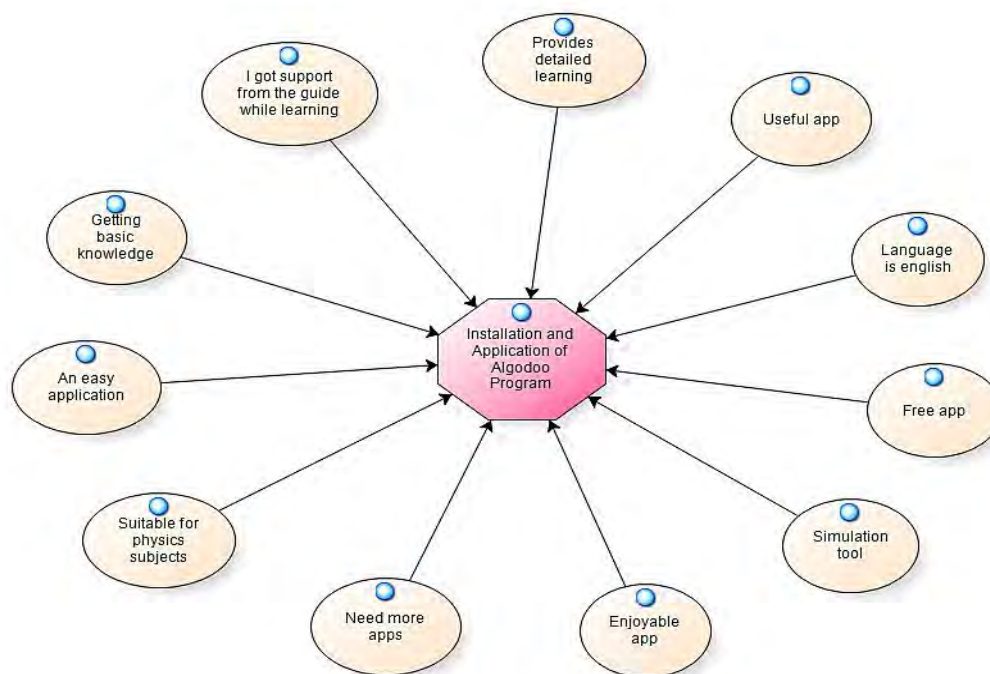 Provides
detailed
learning
I got support
from the guide
while learning
Useful app
Getting
basic
knowledge
Language
is english
Installation and
Application of
Algodoo
Program
An easy
application
Free app
Suitable for
physics
subjects
Simulation
tool
Need more
apps
Enjoyable
app